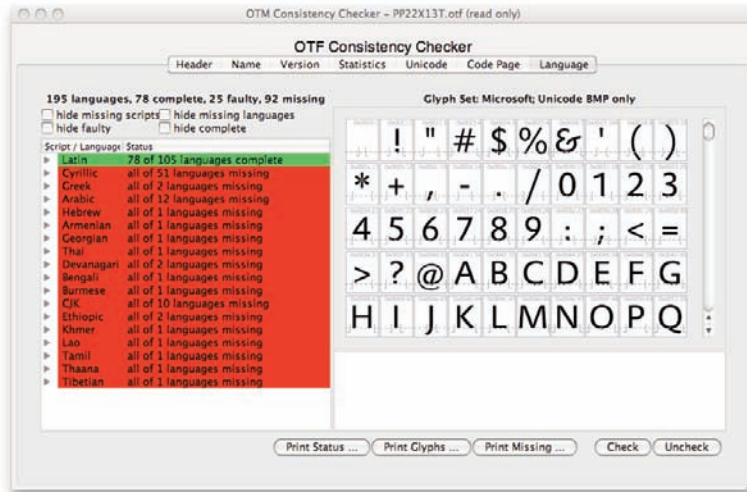 OTM Consistency Checker – PP22X13T.otf (read only)
OTF Consistency Checker
Header Name Version Statistics Unicode Code Page Language
195 languages, 78 complete, 25 faulty, 92 missing
hide missing scripts hide missing languages
hide faulty hide complete
Script / Language Status
Latin 78 of 105 languages complete
Cyrillic all of 51 languages missing
Greek all of 2 languages missing
Arabic all of 12 languages missing
Hebrew all of 1 languages missing
Armenian all of 1 languages missing
Georgian all of 1 languages missing
Thai all of 1 languages missing
Devanagari all of 2 languages missing
Bengali all of 1 languages missing
Burmese all of 1 languages missing
CJK all of 10 languages missing
Ethiopic all of 2 languages missing
Khmer all of 1 languages missing
Lao all of 1 languages missing
Tamil all of 1 languages missing
Thaana all of 1 languages missing
Tibetian all of 1 languages missing
Glyph Set: Microsoft; Unicode BMP only
! " # $ % & ' ( )
* + , - . / 0 1 2 3
4 5 6 7 8 9 : ; < =
> ? @ A B C D E F G
H I J K L M N O P Q
Print Status ... Print Glyphs ... Print Missing ... Check Uncheck